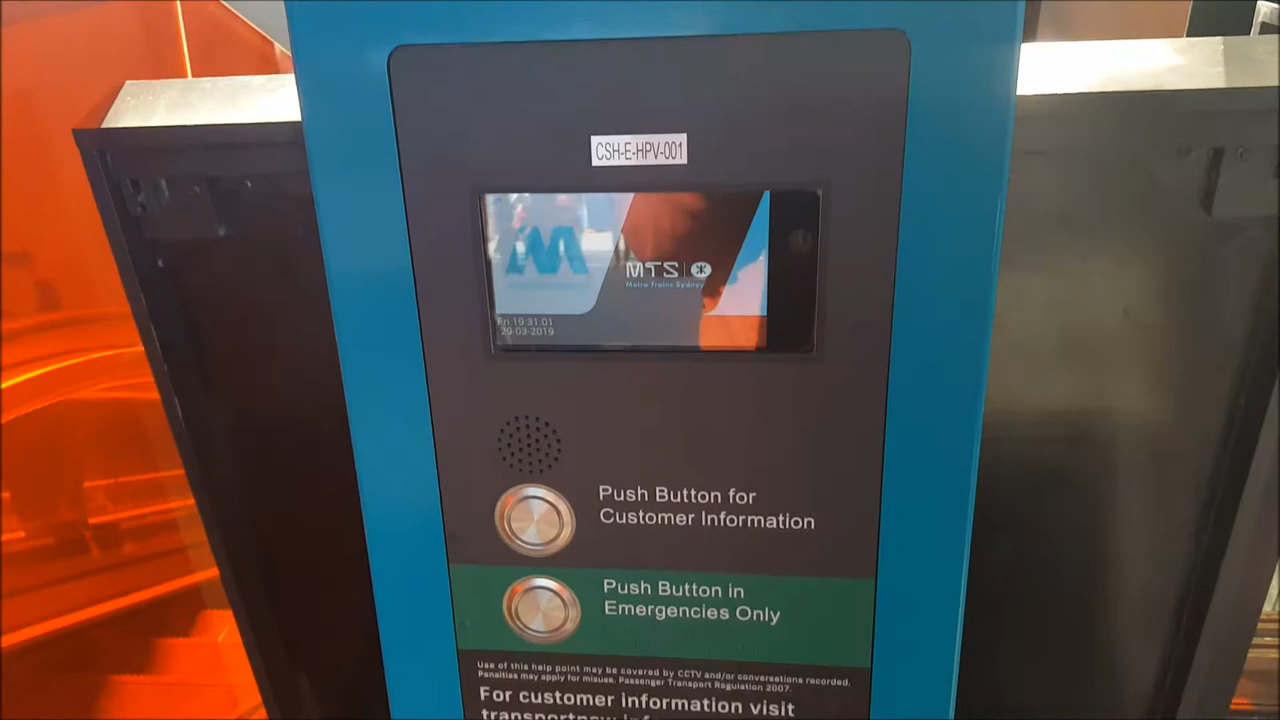 CSH-E-HPV-001
M
MTS
Metro Trains Sydney
Fri 19:31:01
29-03-2019
Push Button for
Customer Information
Push Button in
Emergencies Only
Use of this help point may be covered by CCTV and/or conversations recorded.
Penalties may apply for misuse. Passenger Transport Regulation 2007.
For customer information visit